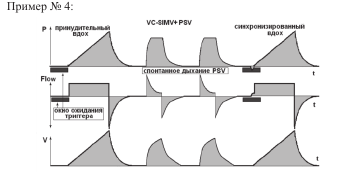 Пример № 4:
P
принудительный
вдох
VC-SIMV+PSV
синхронизированный
вдох
t
Flow
спонтанное дыхание PSV
t
окно ожидания
триггера
V
t